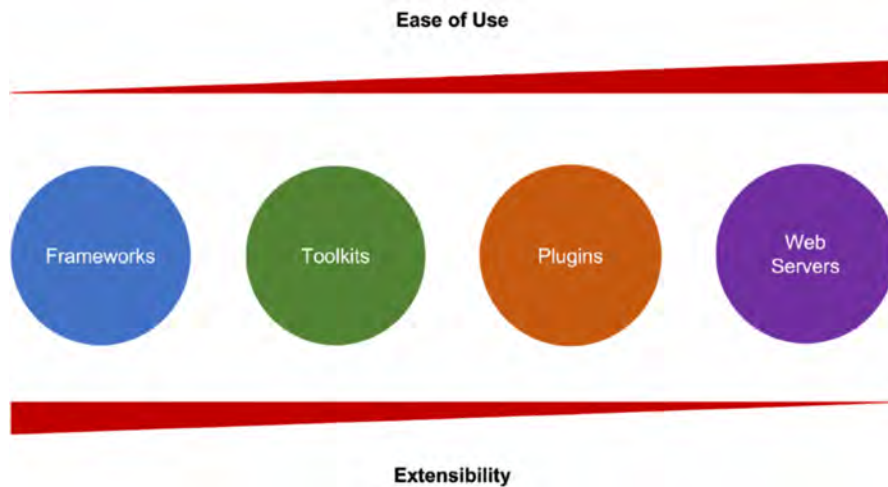 Ease of Use
Frameworks
Toolkits
Plugins
Web
Servers
Extensibility